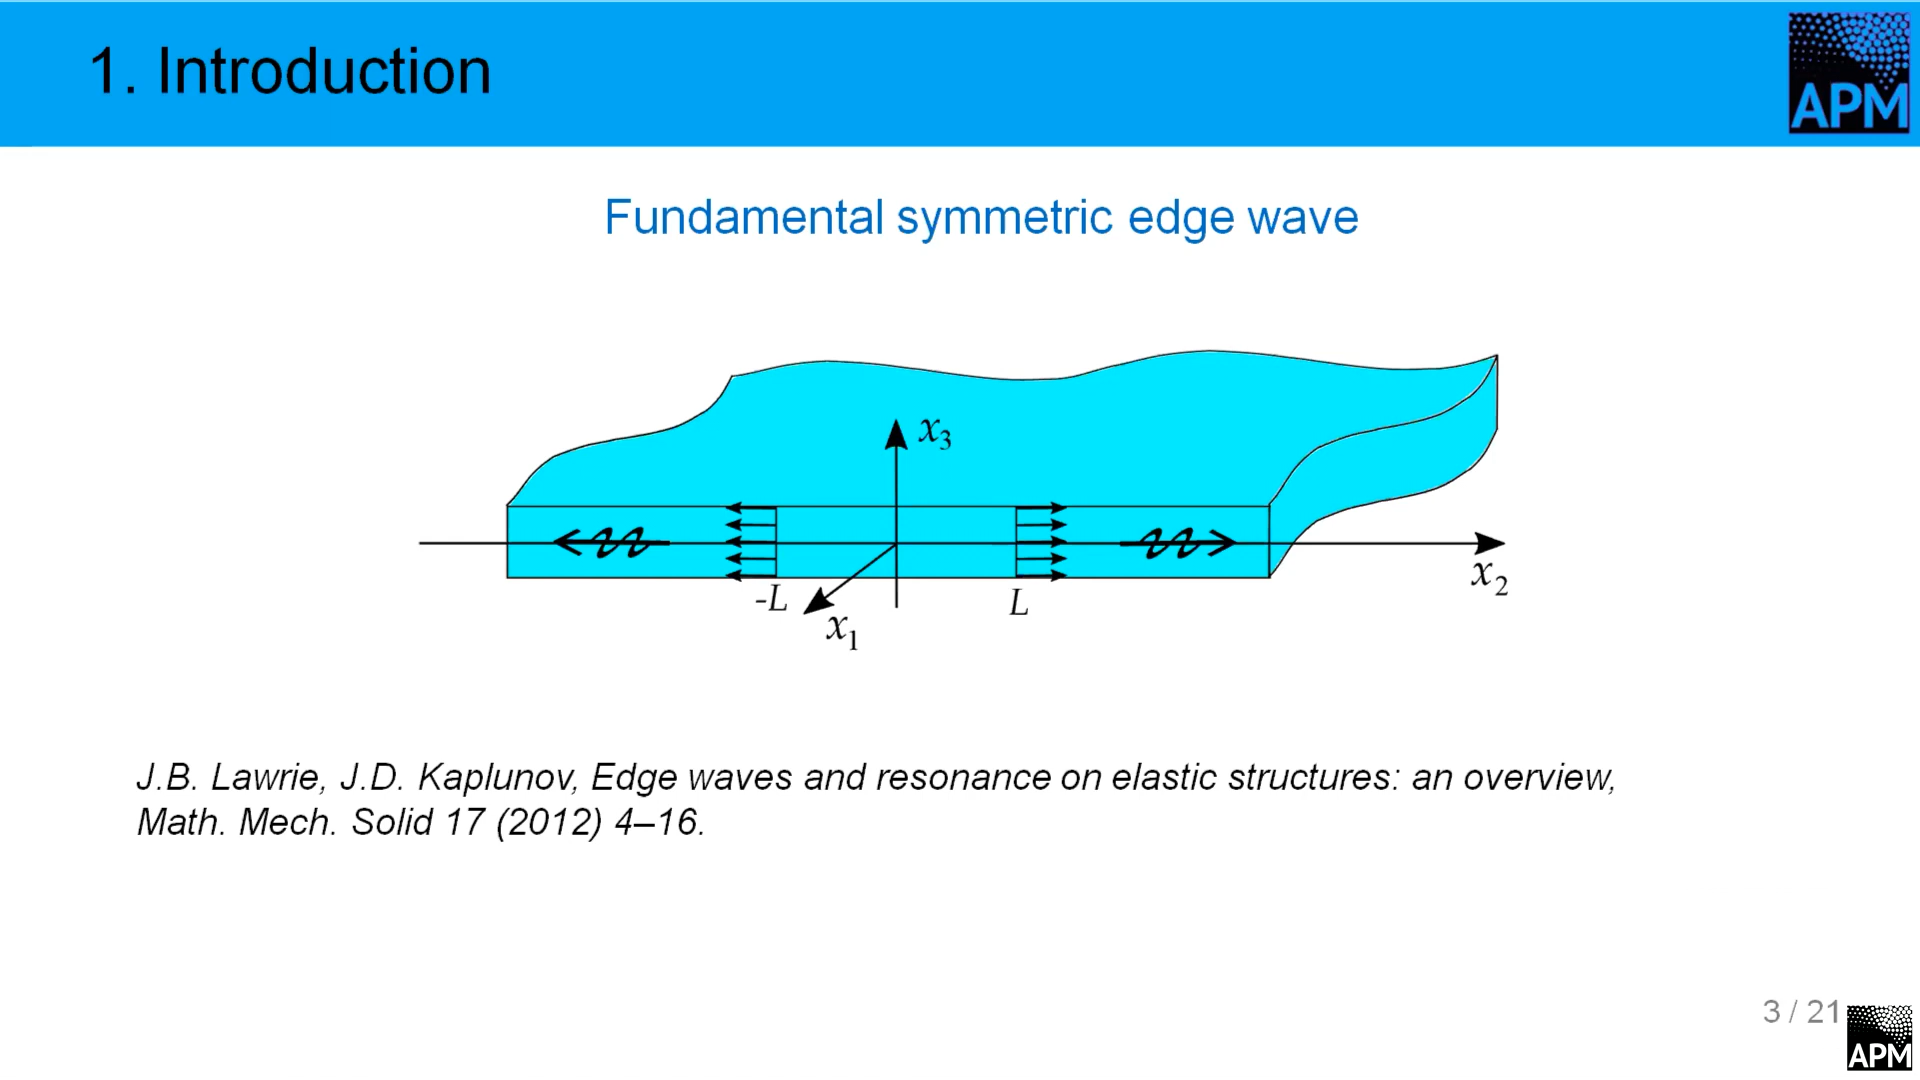 1. Introduction
APM
Fundamental symmetric edge wave
x3
-L
L
x2
x1
J.B. Lawrie, J.D. Kaplunov, Edge waves and resonance on elastic structures: an overview,
Math. Mech. Solid 17 (2012) 4–16.
3 / 21
APM